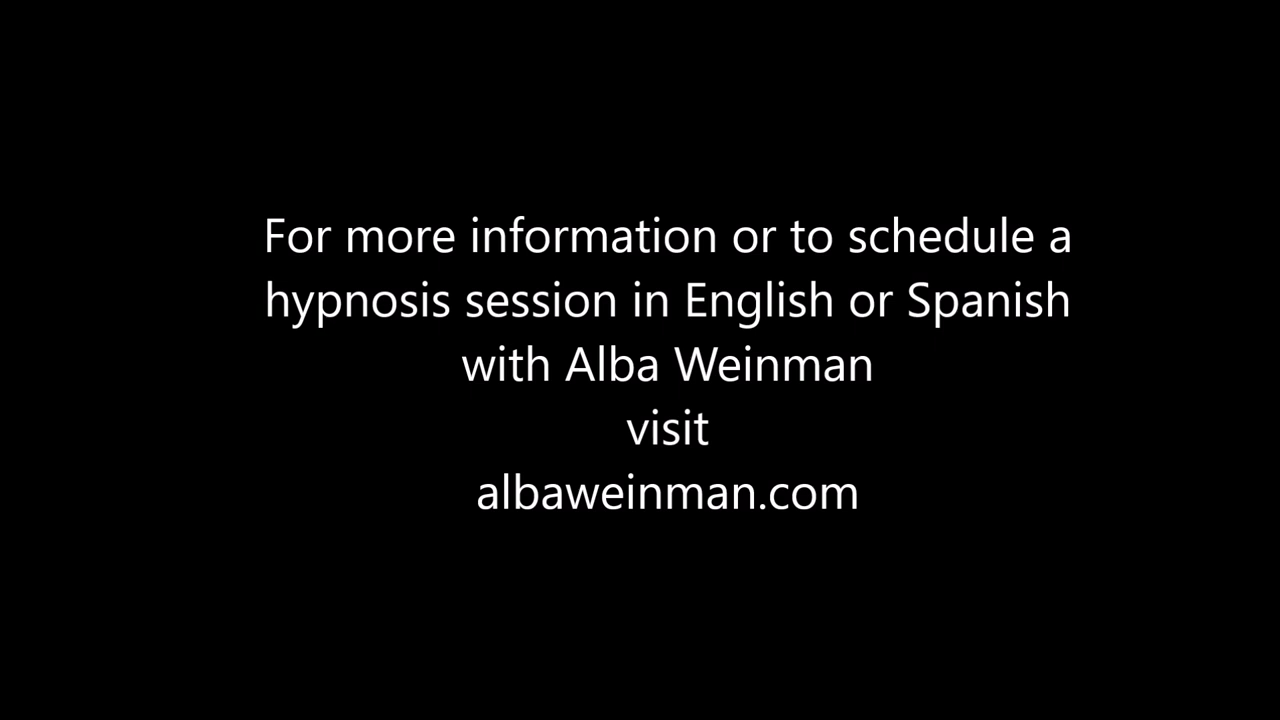 For more information or to schedule a
hypnosis session in English or Spanish
with Alba Weinman
visit
albaweinman.com